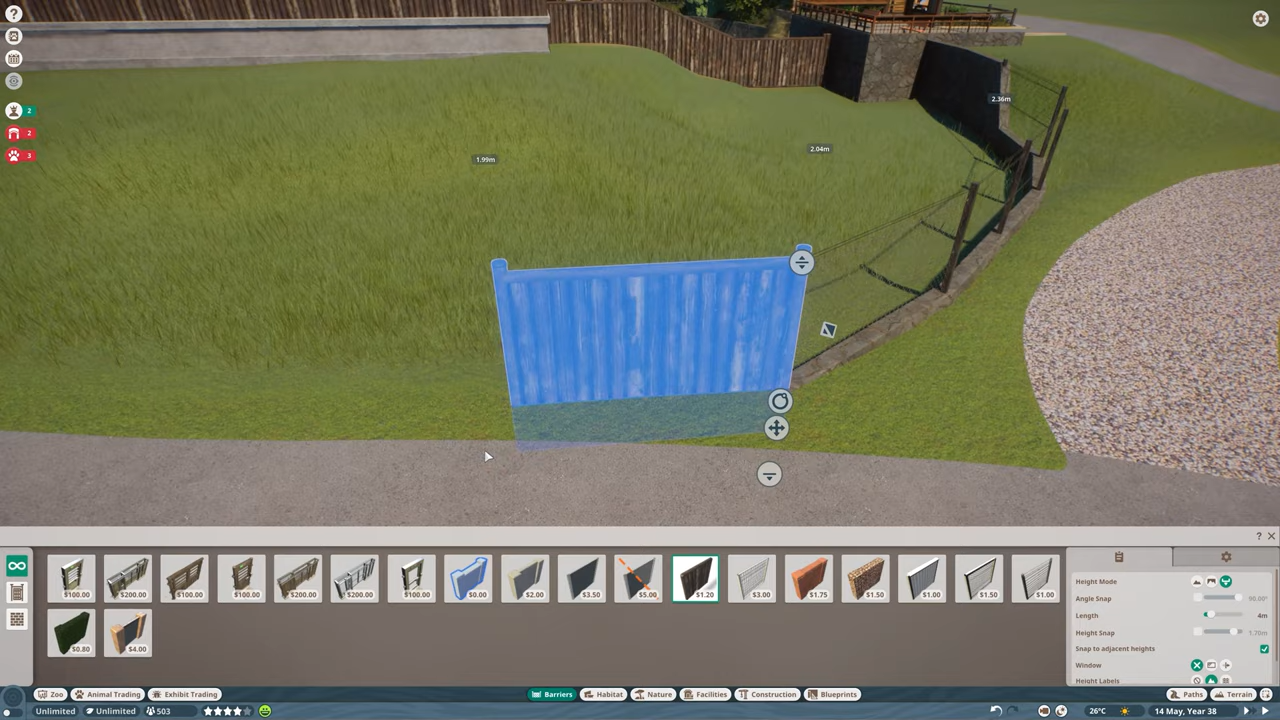 ?
2
2
3
2.36m
2.04m
1.99m
?
$100.00 $200.00 $100.00 $100.00 $200.00 $200.00 $100.00 $0.00 $2.00 $3.50 $5.00 $1.20 $3.00 $1.75 $1.50 $1.00 $1.50 $1.00
$0.80 $4.00
Height Mode
Angle Snap 90.00°
Length 4m
Height Snap 1.70m
Snap to adjacent heights
Window
Height Labels
Zoo Animal Trading Exhibit Trading Barriers Habitat Nature Facilities Construction Blueprints Paths Terrain
Unlimited Unlimited 503 26°C 14 May, Year 38